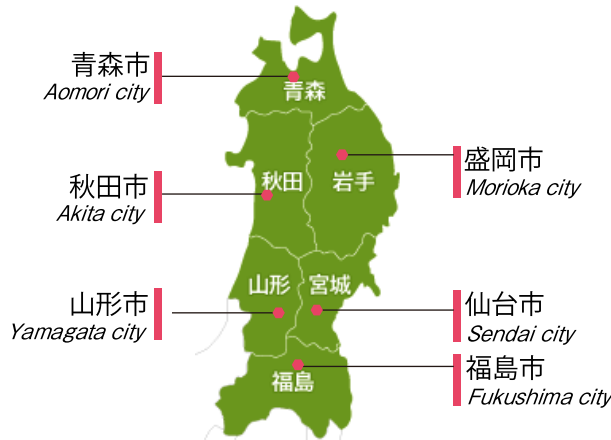 青森市
Aomori city
青森
秋田市
Akita city
秋田
岩手
盛岡市
Morioka city
山形市
Yamagata city
山形
宮城
仙台市
Sendai city
福島
福島市
Fukushima city